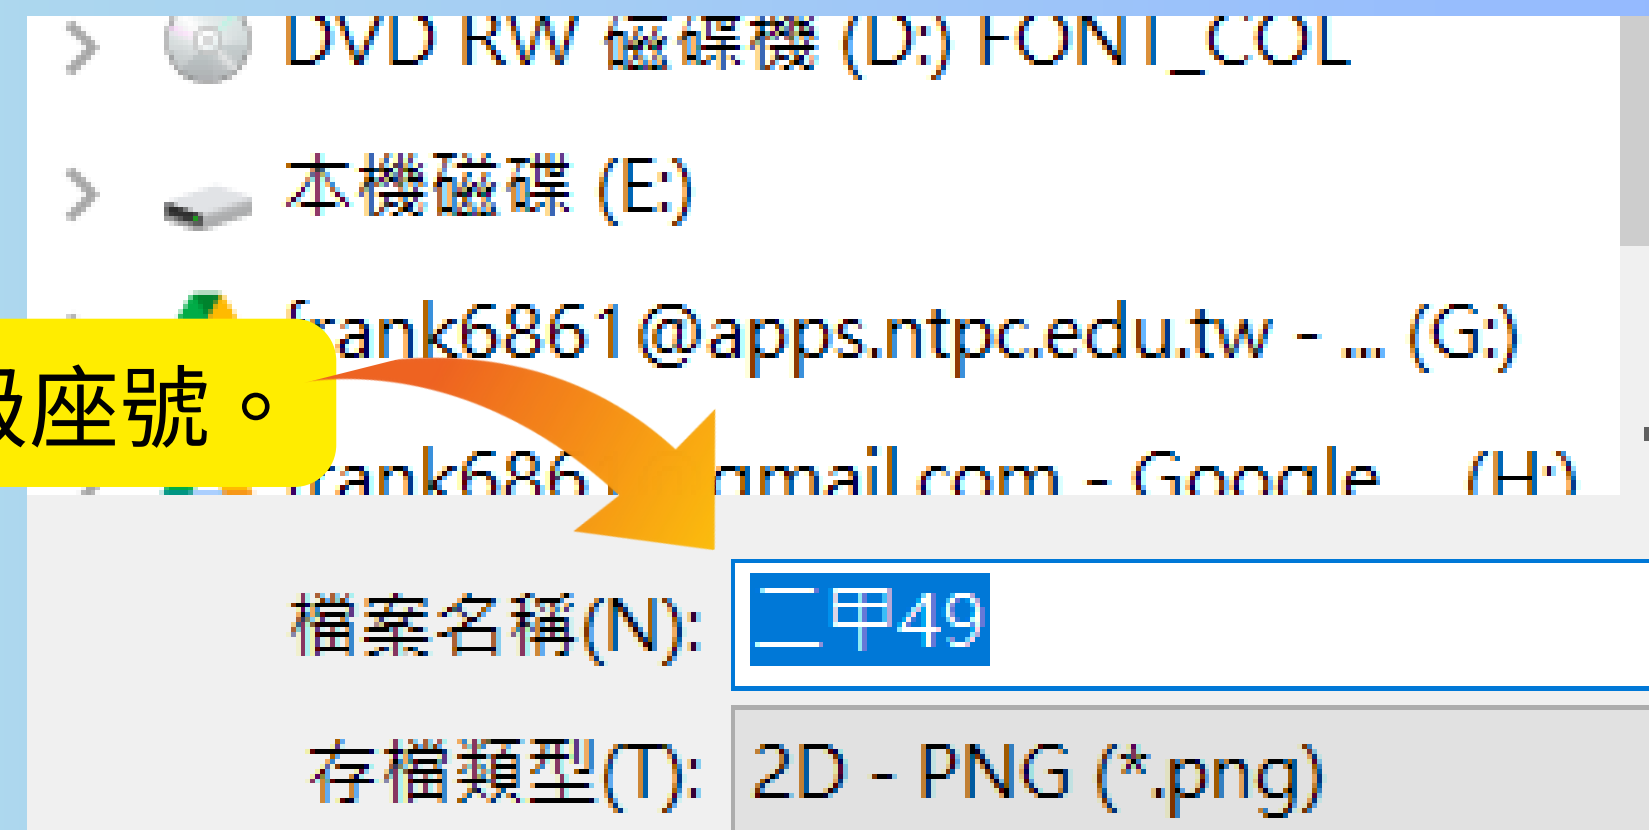 DVD RW 磁碟機 (D:) FONT_COL
本機磁碟 (E:)
frank6861@apps.ntpc.edu.tw - ... (G:)
級座號。
gmail.com - Google ... (H:)
檔案名稱(N): 二甲49
存檔類型(T): 2D - PNG (*.png)